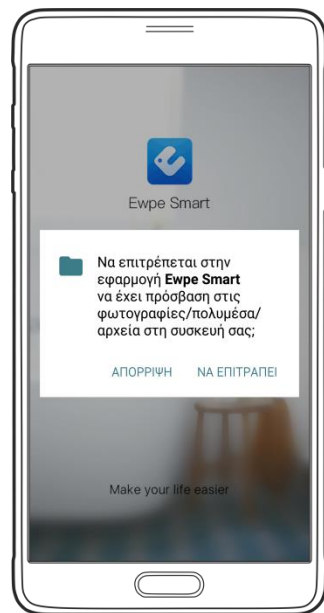 Ewpe Smart
Να επιτρέπεται στην
εφαρμογή Ewpe Smart
να έχει πρόσβαση στις
φωτογραφίες/πολυμέσα/
αρχεία στη συσκευή σας;
ΑΠΟΡΡΙΨΗ ΝΑ ΕΠΙΤΡΑΠΕΙ
Make your life easier